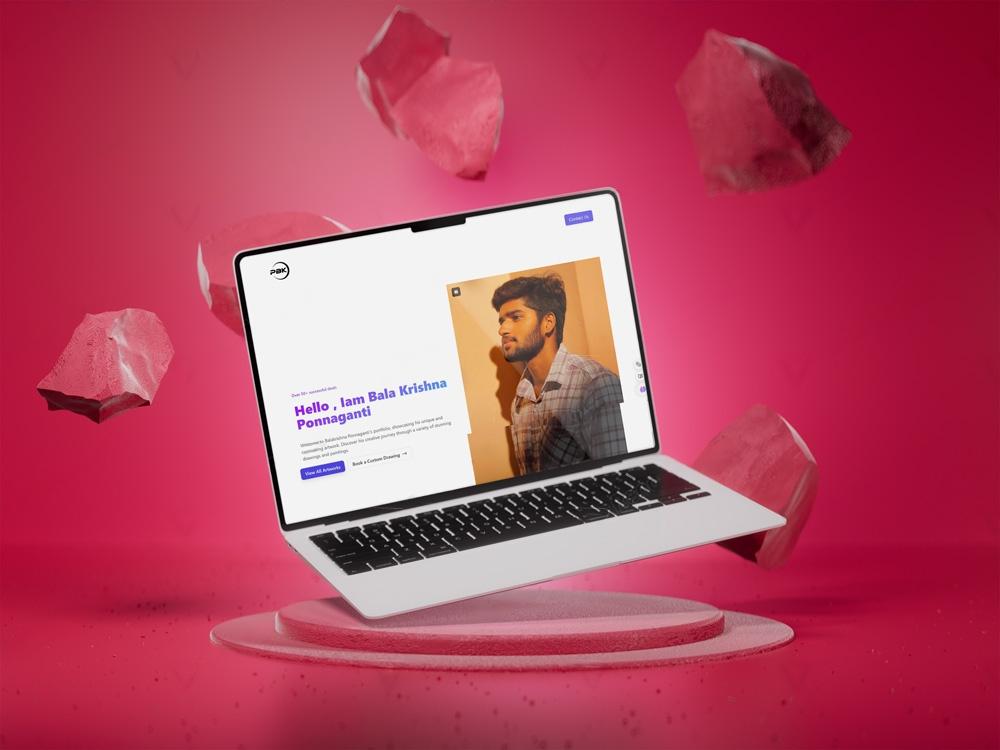 PBK
Contact Us
Over 50+ successful deals
Hello , Iam Bala Krishna
Ponnaganti
Welcome to Balakrishna Ponnaganti's portfolio, showcasing his unique and
captivating artwork. Discover his creative journey through a variety of stunning
drawings and paintings.
View All Artworks
Book a Custom Drawing →